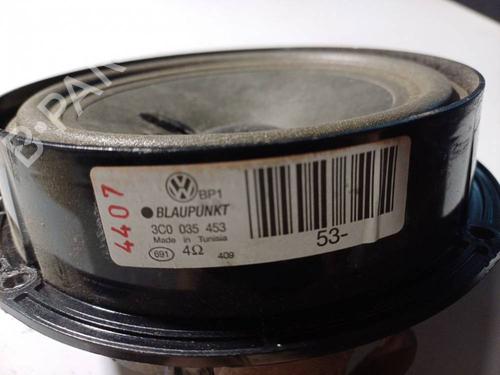 B-PAR
4407
BP1
BLAUPUNKT
3C0 035 453
Made in Tunisia
691 4Ω 409
53-